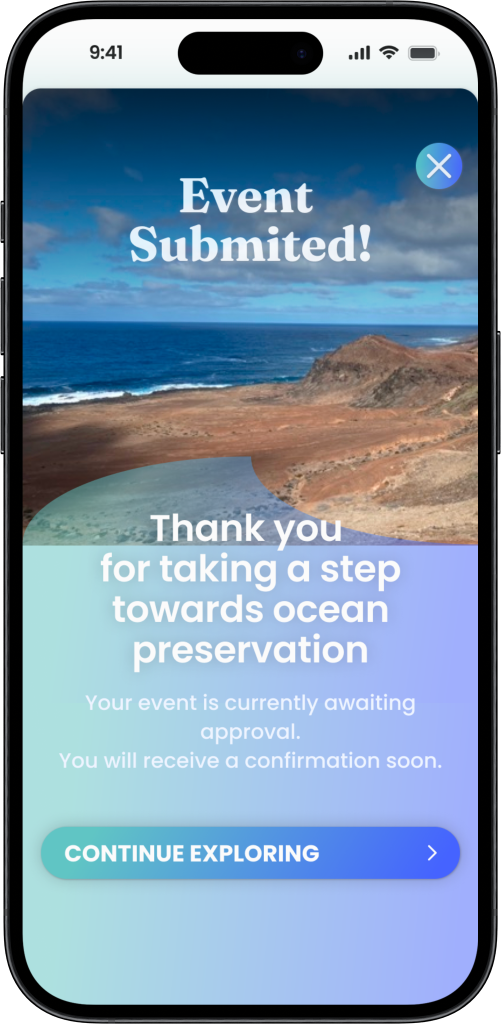 9:41
Event
Submited!
Thank you
for taking a step
towards ocean
preservation
Your event is currently awaiting
approval.
You will receive a confirmation soon.
CONTINUE EXPLORING